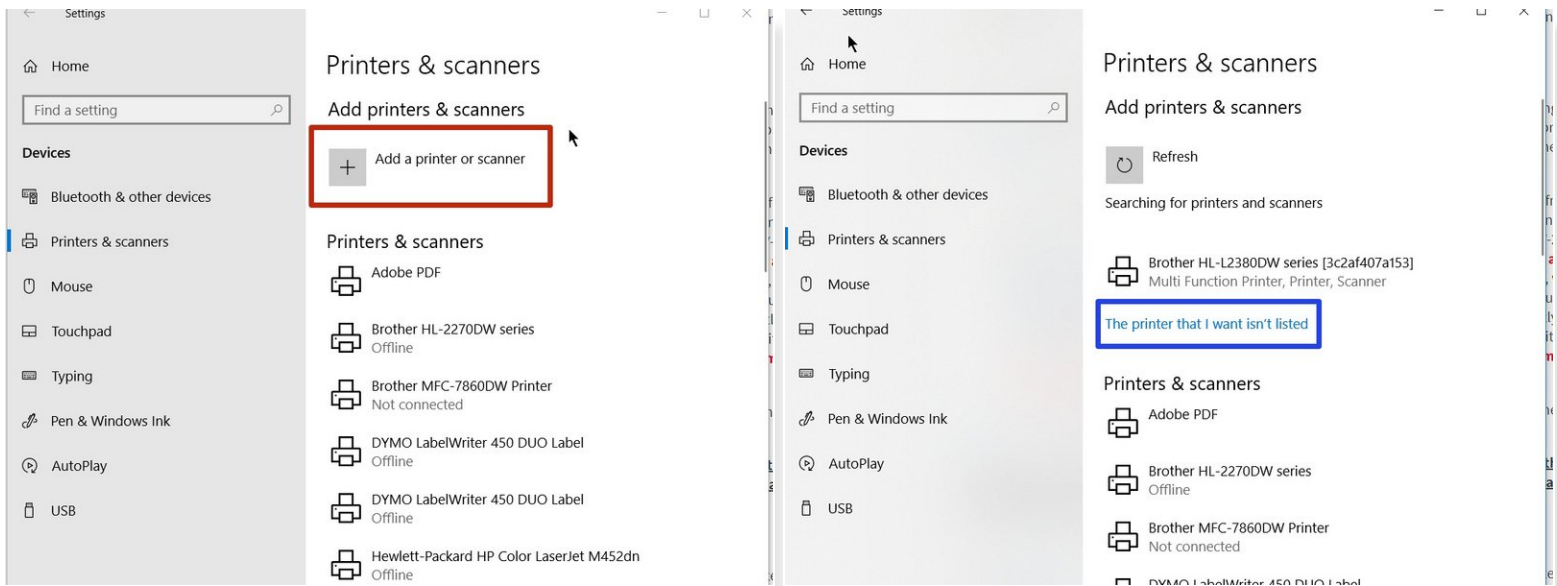 Settings
Home
Find a setting
Devices
Bluetooth & other devices
Printers & scanners
Mouse
Touchpad
Typing
Pen & Windows Ink
AutoPlay
USB
Printers & scanners
Add printers & scanners
Add a printer or scanner
Printers & scanners
Adobe PDF
Brother HL-2270DW series
Offline
Brother MFC-7860DW Printer
Not connected
DYMO LabelWriter 450 DUO Label
Offline
DYMO LabelWriter 450 DUO Label
Offline
Hewlett-Packard HP Color LaserJet M452dn
Offline
Settings
Home
Find a setting
Devices
Bluetooth & other devices
Printers & scanners
Mouse
Touchpad
Typing
Pen & Windows Ink
AutoPlay
USB
Printers & scanners
Add printers & scanners
Refresh
Searching for printers and scanners
Brother HL-L2380DW series [3c2af407a153]
Multi Function Printer, Printer, Scanner
The printer that I want isn't listed
Printers & scanners
Adobe PDF
Brother HL-2270DW series
Offline
Brother MFC-7860DW Printer
Not connected
DYMO LabelWriter 450 DUO Label